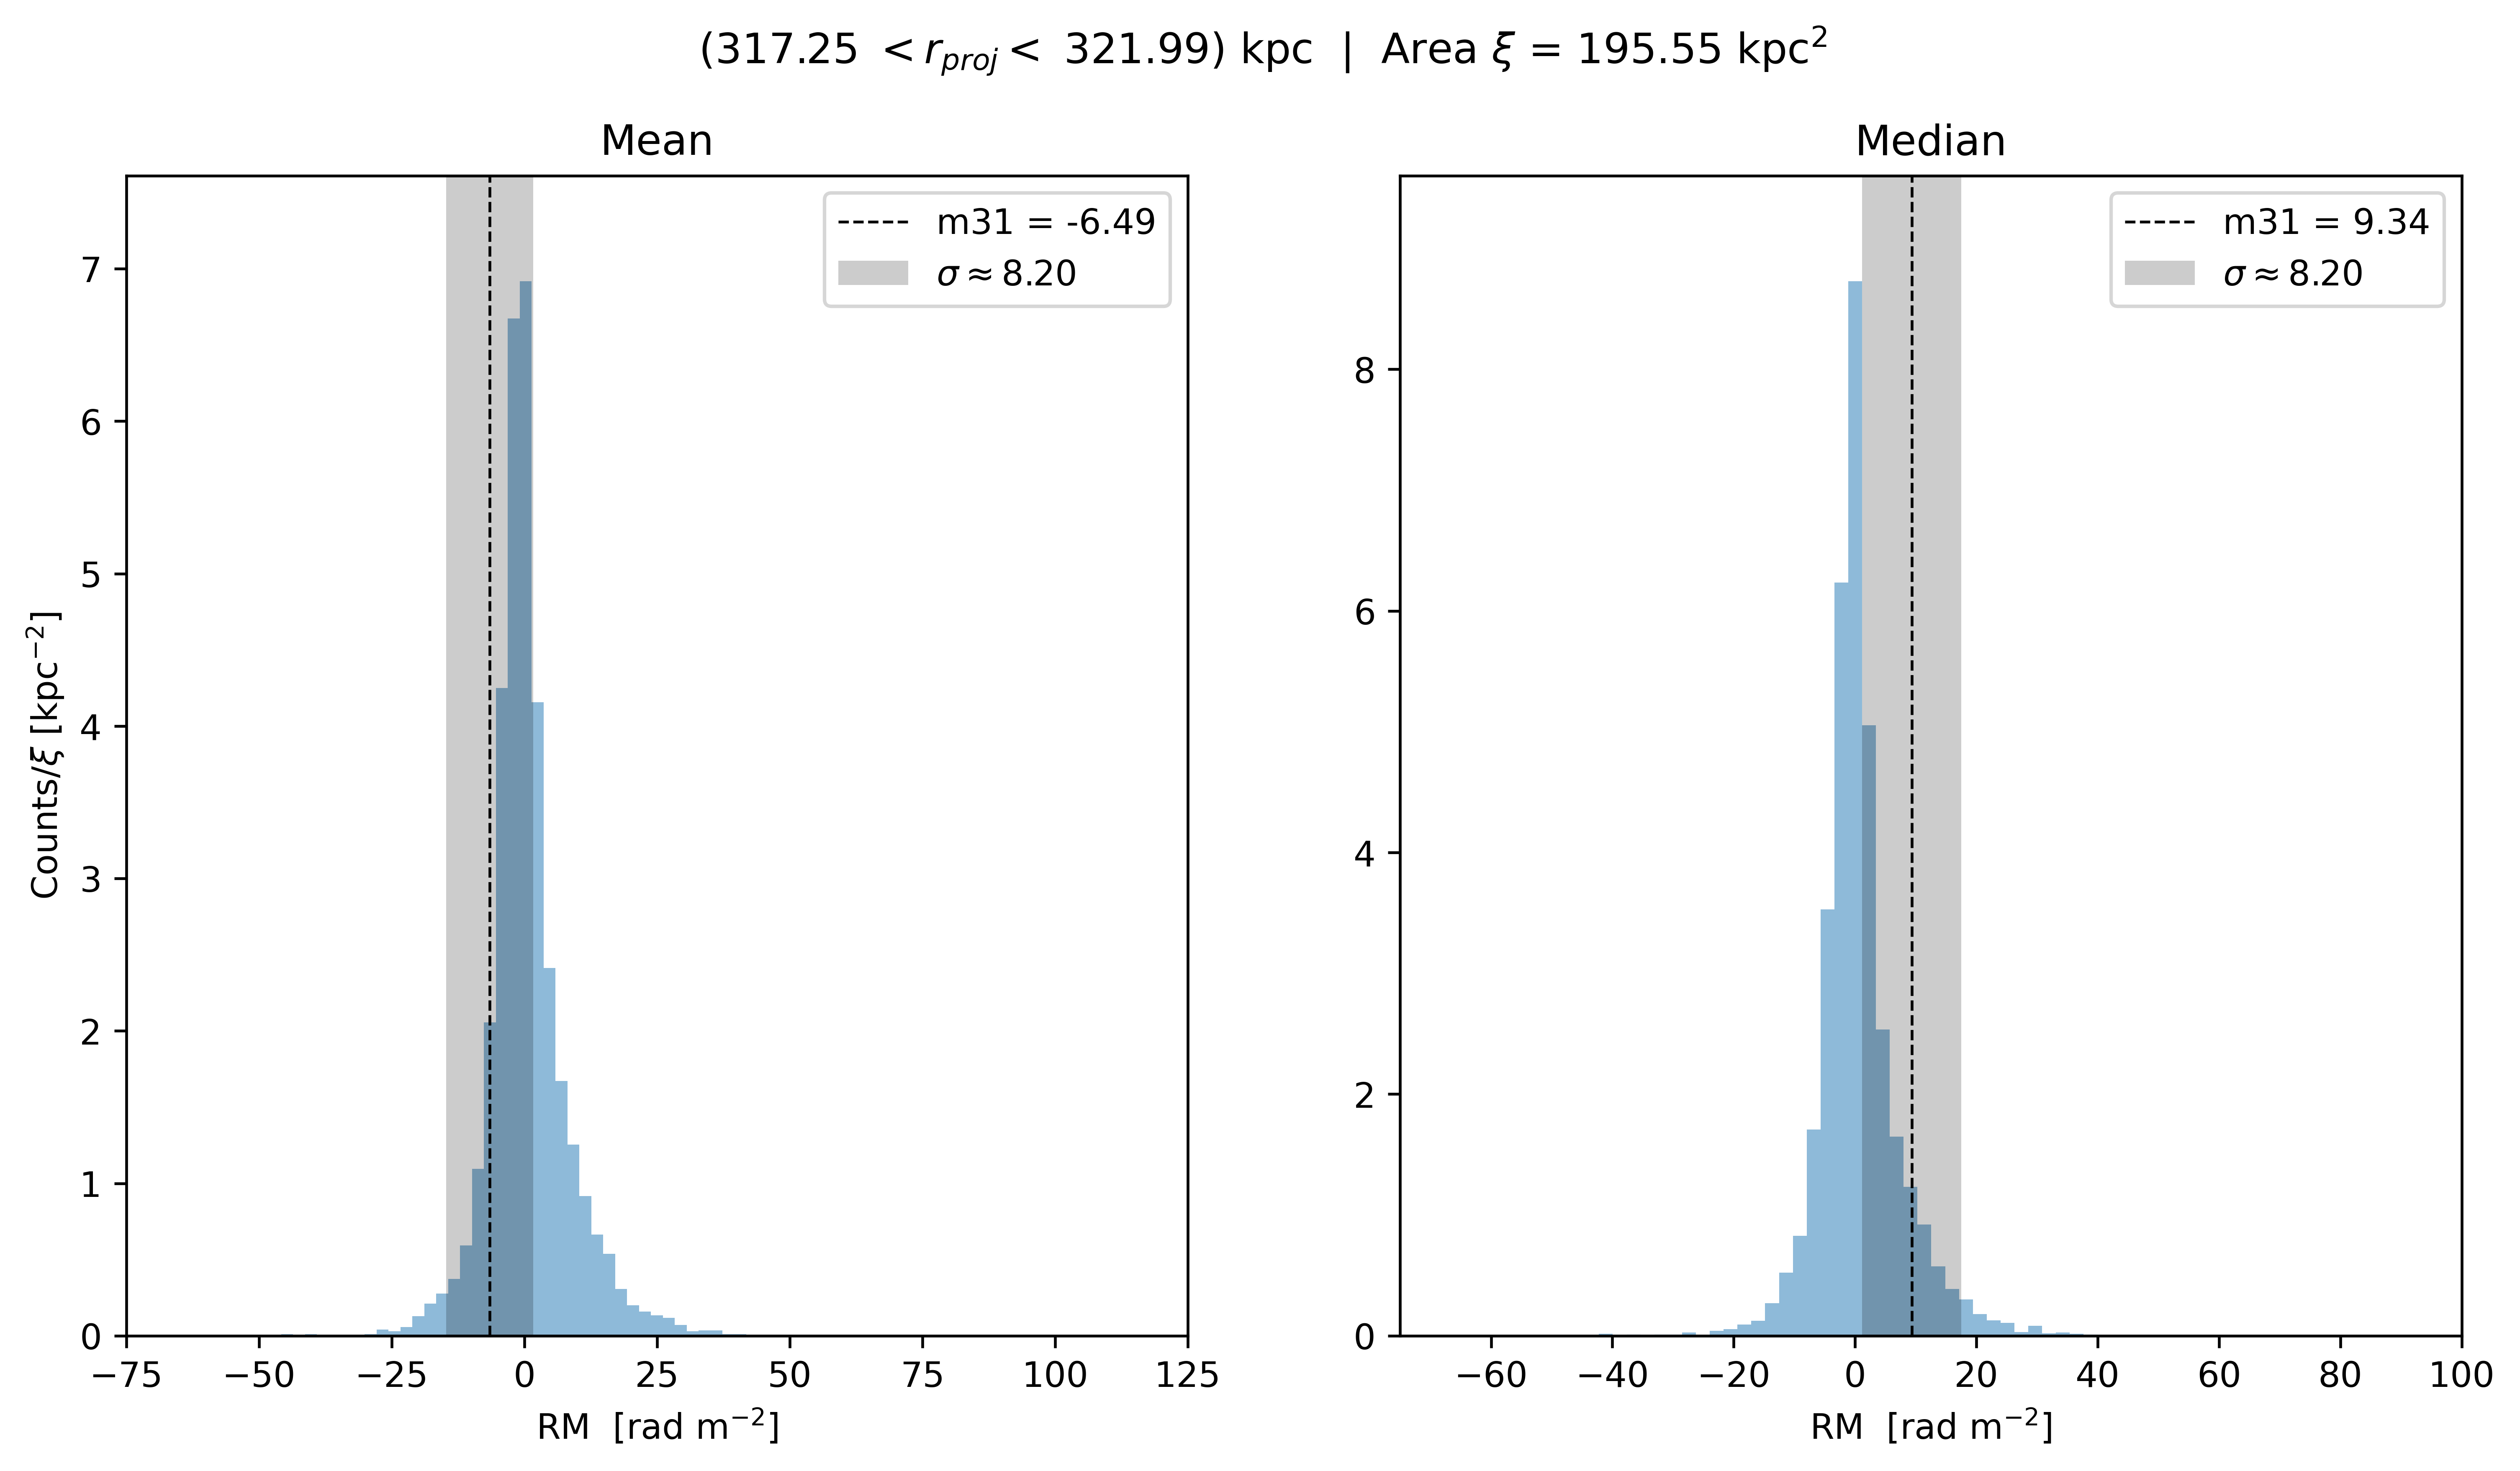 (317.25 < r_proj < 321.99) kpc | Area ξ = 195.55 kpc²
Mean
m31 = -6.49
σ ≈ 8.20
Counts/ξ [kpc⁻²]
7
6
5
4
3
2
1
0
−75 −50 −25 0 25 50 75 100 125
RM [rad m⁻²]
Median
m31 = 9.34
σ ≈ 8.20
8
6
4
2
0
−60 −40 −20 0 20 40 60 80 100
RM [rad m⁻²]